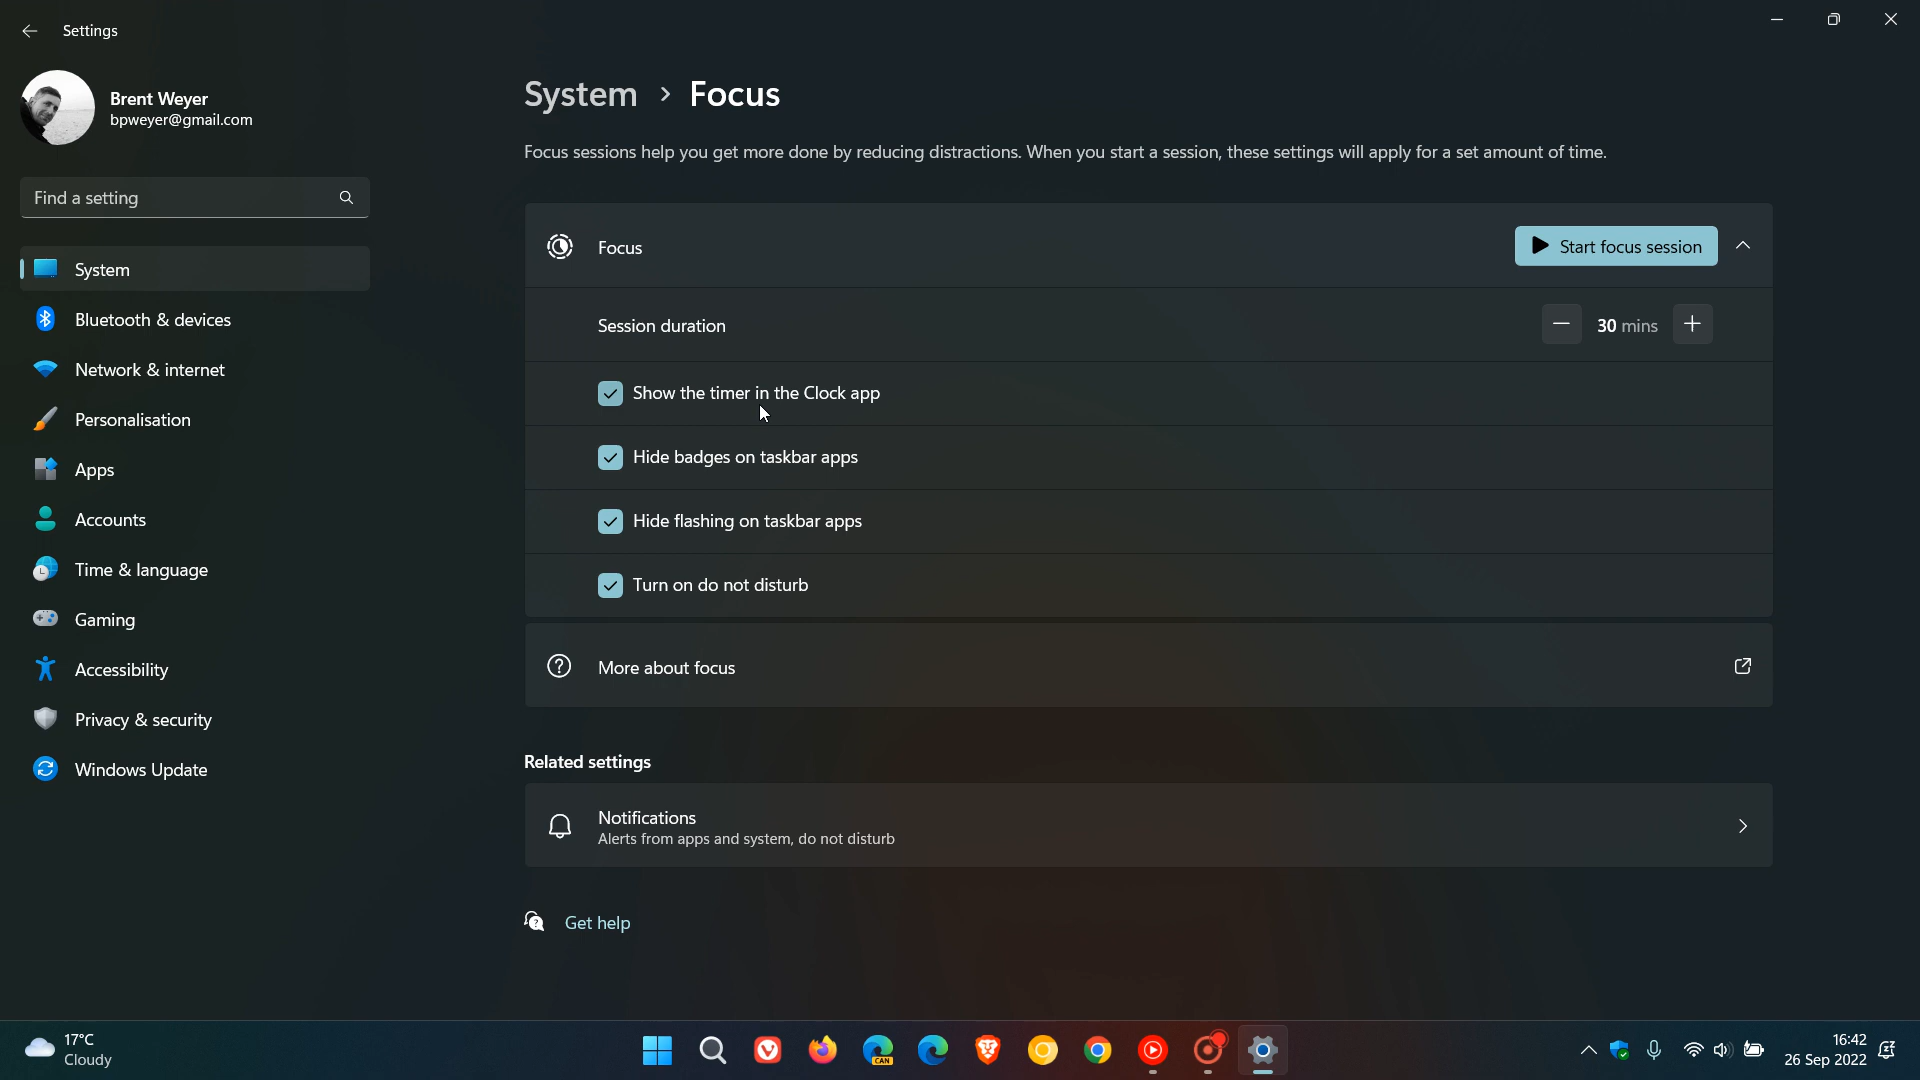 Settings
Brent Weyer
bpweyer@gmail.com
Find a setting
System
Bluetooth & devices
Network & internet
Personalisation
Apps
Accounts
Time & language
Gaming
Accessibility
Privacy & security
Windows Update
System > Focus
Focus sessions help you get more done by reducing distractions. When you start a session, these settings will apply for a set amount of time.
Focus
Start focus session
Session duration
30 mins
Show the timer in the Clock app
Hide badges on taskbar apps
Hide flashing on taskbar apps
Turn on do not disturb
More about focus
Related settings
Notifications
Alerts from apps and system, do not disturb
Get help
17°C
Cloudy
CAN
16:42
26 Sep 2022